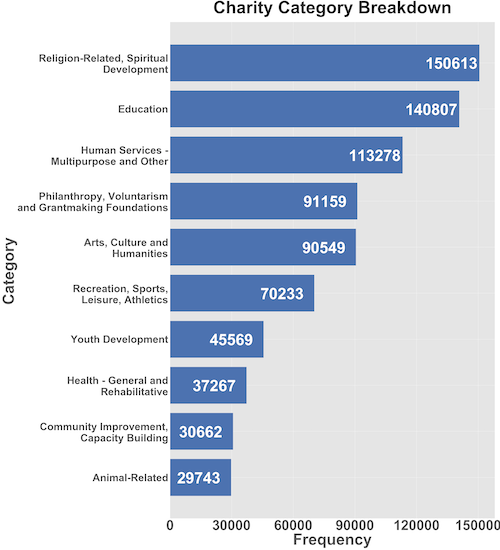 Charity Category Breakdown
Religion-Related, Spiritual
Development
150613
Education
140807
Human Services -
Multipurpose and Other
113278
Philanthropy, Voluntarism
and Grantmaking Foundations
91159
Arts, Culture and
Humanities
90549
Recreation, Sports,
Leisure, Athletics
70233
Youth Development
45569
Health - General and
Rehabilitative
37267
Community Improvement,
Capacity Building
30662
Animal-Related
29743
Category
0 30000 60000 90000 120000 150000
Frequency